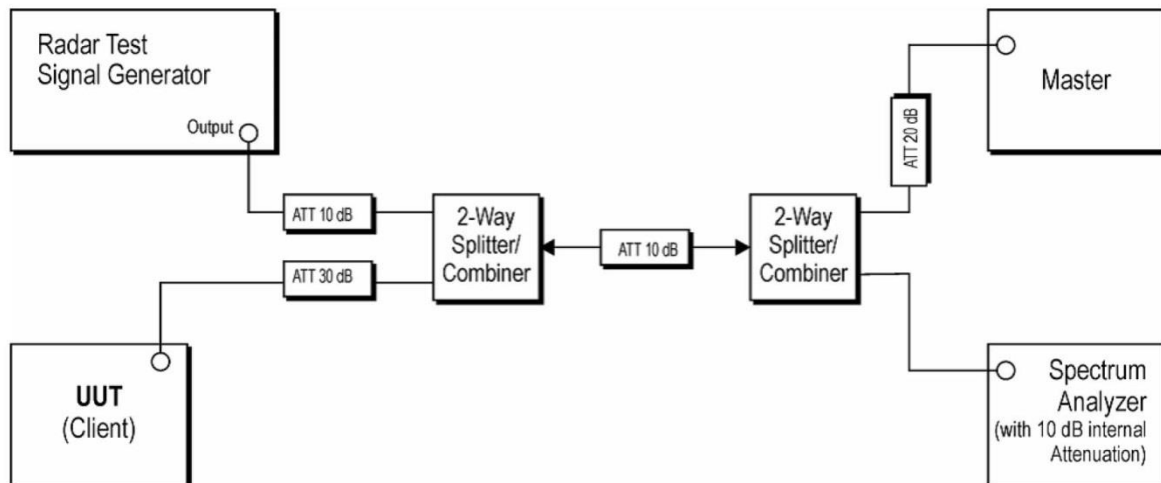 Radar Test
Signal Generator
Output
ATT 10 dB
ATT 30 dB
UUT
(Client)
2-Way
Splitter/
Combiner
ATT 10 dB
2-Way
Splitter/
Combiner
ATT 20 dB
Master
Spectrum
Analyzer
(with 10 dB internal
Attenuation)